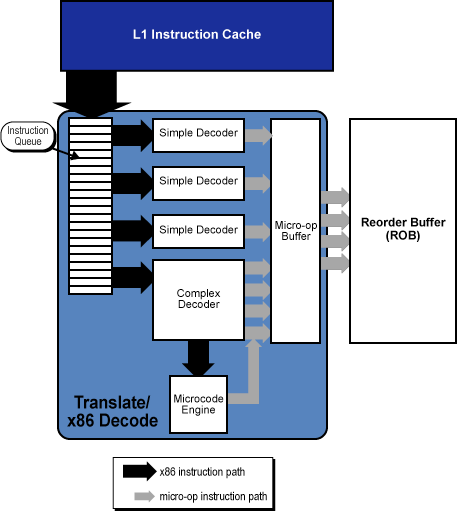 L1 Instruction Cache
Instruction
Queue
Simple Decoder
Simple Decoder
Simple Decoder
Complex
Decoder
Micro-op
Buffer
Reorder Buffer
(ROB)
Microcode
Engine
Translate/
x86 Decode
x86 instruction path
micro-op instruction path